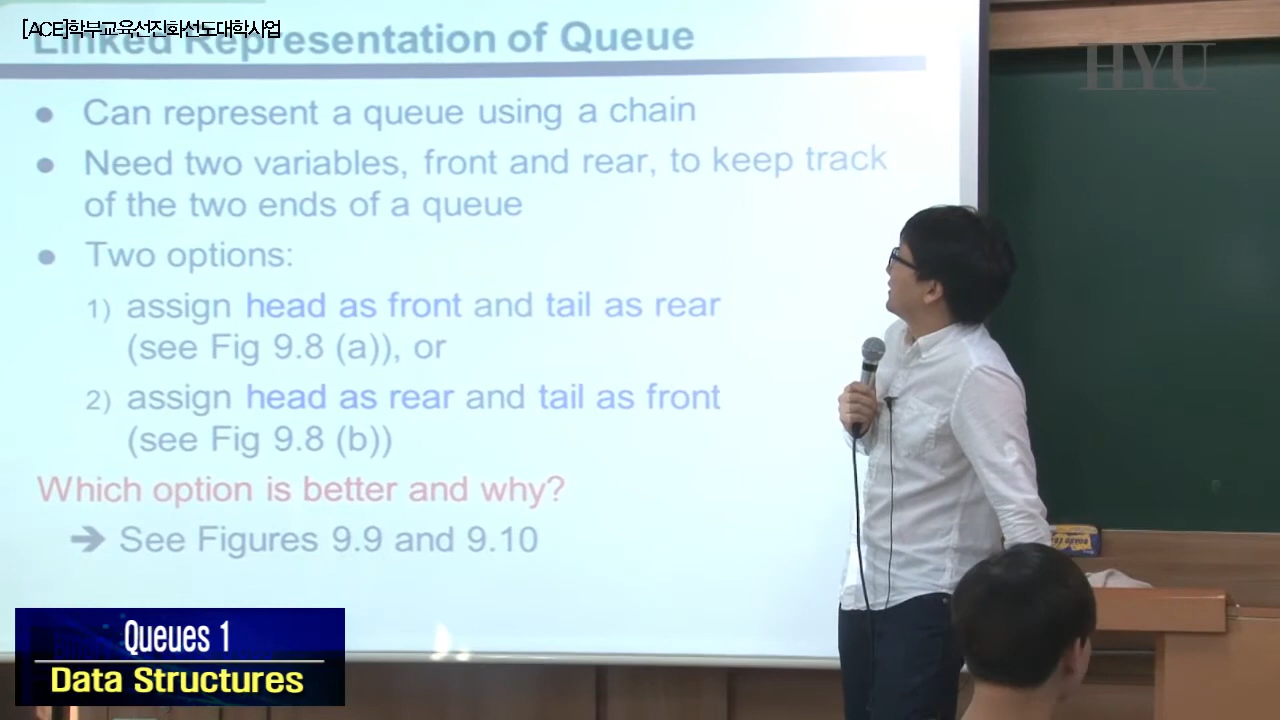 [ACE]학부교육선진화선도대학사업
Linked Representation of Queue
HYU
● Can represent a queue using a chain
● Need two variables, front and rear, to keep track
of the two ends of a queue
● Two options:
1) assign head as front and tail as rear
(see Fig 9.8 (a)), or
2) assign head as rear and tail as front
(see Fig 9.8 (b))
Which option is better and why?
➔ See Figures 9.9 and 9.10
Queues 1
Data Structures